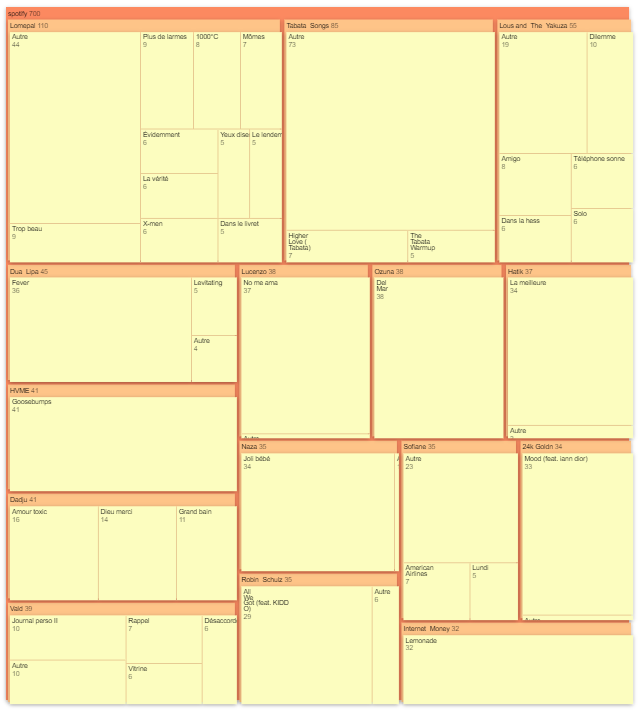 spotify 700
Lomepal 110
Autre
44
Plus de larmes
9
1000°C
8
Mômes
7
Évidemment
6
Yeux dise
5
Le lenden
5
La vérité
6
Trop beau
9
X-men
6
Dans le livret
5
Tabata Songs 85
Autre
73
Higher
Love (
Tabata)
7
The
Tabata
Warmup
5
Lous and The Yakuza 55
Autre
19
Dilemme
10
Amigo
8
Téléphone sonne
6
Dans la hess
6
Solo
6
Dua Lipa 45
Fever
36
Levitating
5
Autre
4
Lucenzo 38
No me ama
37
Autre
Ozuna 38
Del
Mar
38
Hatik 37
La meilleure
34
Autre
HVME 41
Goosebumps
41
Dadju 41
Amour toxic
16
Dieu merci
14
Grand bain
11
Vald 39
Journal perso II
10
Rappel
7
Désaccord
6
Autre
10
Vitrine
6
Naza 35
Joli bébé
34
Sofiane 35
Autre
23
American
Airlines
7
Lundi
5
24k Goldn 34
Mood (feat. iann dior)
33
Autre
Robin Schulz 35
All
We
Got (feat. KIDD
O)
29
Autre
6
Internet Money 32
Lemonade
32